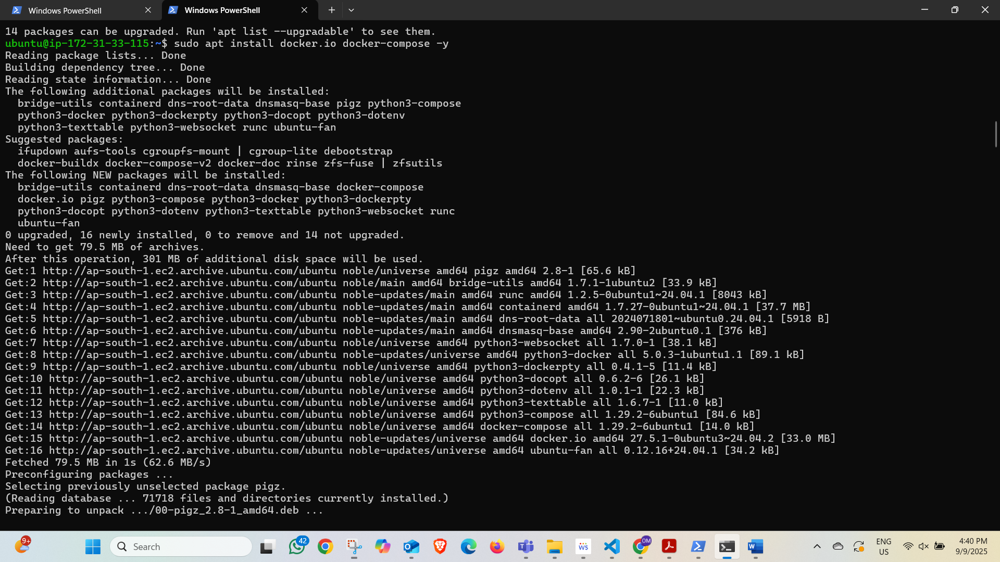 Windows PowerShell
Windows PowerShell
14 packages can be upgraded. Run 'apt list --upgradable' to see them.
ubuntu@ip-172-31-33-115:~$ sudo apt install docker.io docker-compose -y
Reading package lists... Done
Building dependency tree... Done
Reading state information... Done
The following additional packages will be installed:
  bridge-utils containerd dns-root-data dnsmasq-base pigz python3-compose
  python3-docker python3-dockerpty python3-docopt python3-dotenv
  python3-texttable python3-websocket runc ubuntu-fan
Suggested packages:
  ifupdown aufs-tools cgroupfs-mount | cgroup-lite debootstrap
  docker-buildx docker-compose-v2 docker-doc rinse zfs-fuse | zfsutils
The following NEW packages will be installed:
  bridge-utils containerd dns-root-data dnsmasq-base docker-compose
  docker.io pigz python3-compose python3-docker python3-dockerpty
  python3-docopt python3-dotenv python3-texttable python3-websocket runc
  ubuntu-fan
0 upgraded, 16 newly installed, 0 to remove and 14 not upgraded.
Need to get 79.5 MB of archives.
After this operation, 301 MB of additional disk space will be used.
Get:1 http://ap-south-1.ec2.archive.ubuntu.com/ubuntu noble/universe amd64 pigz amd64 2.8-1 [65.6 kB]
Get:2 http://ap-south-1.ec2.archive.ubuntu.com/ubuntu noble/main amd64 bridge-utils amd64 1.7.1-1ubuntu2 [33.9 kB]
Get:3 http://ap-south-1.ec2.archive.ubuntu.com/ubuntu noble-updates/main amd64 runc amd64 1.2.5-0ubuntu1~24.04.1 [8043 kB]
Get:4 http://ap-south-1.ec2.archive.ubuntu.com/ubuntu noble-updates/main amd64 containerd amd64 1.7.27-0ubuntu1~24.04.1 [37.7 MB]
Get:5 http://ap-south-1.ec2.archive.ubuntu.com/ubuntu noble-updates/main amd64 dns-root-data all 2024071801~ubuntu0.24.04.1 [5918 B]
Get:6 http://ap-south-1.ec2.archive.ubuntu.com/ubuntu noble-updates/main amd64 dnsmasq-base amd64 2.90-2ubuntu0.1 [376 kB]
Get:7 http://ap-south-1.ec2.archive.ubuntu.com/ubuntu noble/universe amd64 python3-websocket all 1.7.0-1 [38.1 kB]
Get:8 http://ap-south-1.ec2.archive.ubuntu.com/ubuntu noble-updates/universe amd64 python3-docker all 5.0.3-1ubuntu1.1 [89.1 kB]
Get:9 http://ap-south-1.ec2.archive.ubuntu.com/ubuntu noble/universe amd64 python3-dockerpty all 0.4.1-5 [11.4 kB]
Get:10 http://ap-south-1.ec2.archive.ubuntu.com/ubuntu noble/universe amd64 python3-docopt all 0.6.2-6 [26.1 kB]
Get:11 http://ap-south-1.ec2.archive.ubuntu.com/ubuntu noble/universe amd64 python3-dotenv all 1.0.1-1 [22.3 kB]
Get:12 http://ap-south-1.ec2.archive.ubuntu.com/ubuntu noble/universe amd64 python3-texttable all 1.6.7-1 [11.0 kB]
Get:13 http://ap-south-1.ec2.archive.ubuntu.com/ubuntu noble/universe amd64 python3-compose all 1.29.2-6ubuntu1 [84.6 kB]
Get:14 http://ap-south-1.ec2.archive.ubuntu.com/ubuntu noble/universe amd64 docker-compose all 1.29.2-6ubuntu1 [14.0 kB]
Get:15 http://ap-south-1.ec2.archive.ubuntu.com/ubuntu noble-updates/universe amd64 docker.io amd64 27.5.1-0ubuntu3~24.04.2 [33.0 MB]
Get:16 http://ap-south-1.ec2.archive.ubuntu.com/ubuntu noble-updates/universe amd64 ubuntu-fan all 0.12.16+24.04.1 [34.2 kB]
Fetched 79.5 MB in 1s (62.6 MB/s)
Preconfiguring packages ...
Selecting previously unselected package pigz.
(Reading database ... 71718 files and directories currently installed.)
Preparing to unpack .../00-pigz_2.8-1_amd64.deb ...
9+
Search
42
OM
WS
ENG
US
4:40 PM
9/9/2025